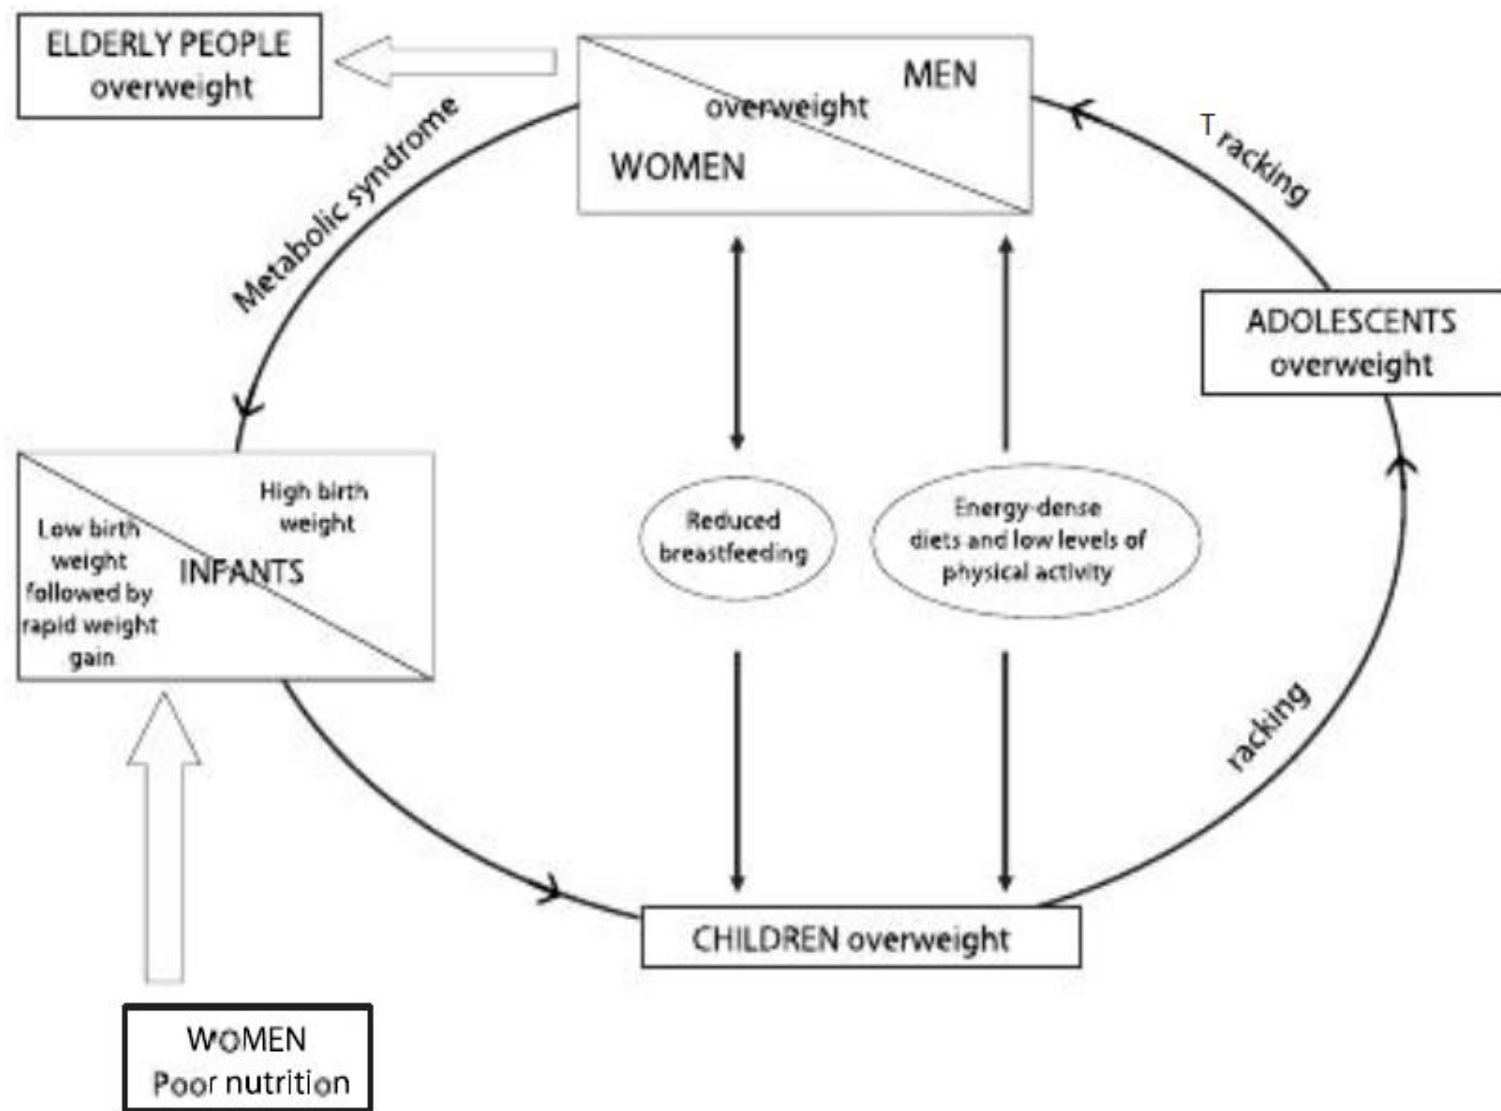 ELDERLY PEOPLE
overweight
MEN
overweight
WOMEN
Tracking
Metabolic syndrome
ADOLESCENTS
overweight
High birth
weight
Low birth
weight
followed by
rapid weight
gain
INFANTS
Reduced
breastfeeding
Energy-dense
diets and low levels of
physical activity
racking
CHILDREN overweight
WOMEN
Poor nutrition